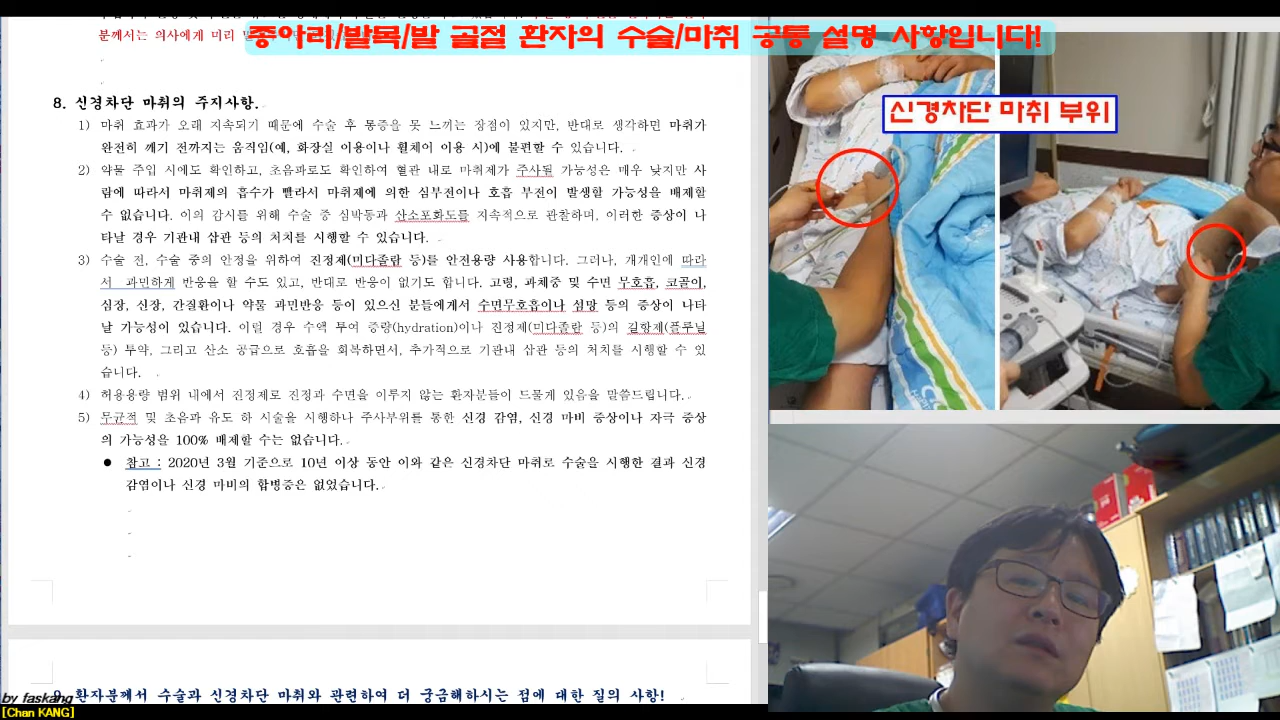 분께서는 의사에게 미리
종아리/발목/발 골절 환자의 수술/마취 공통 설명 사항입니다!
8. 신경차단 마취의 주지사항.
1) 마취 효과가 오래 지속되기 때문에 수술 후 통증을 못 느끼는 장점이 있지만, 반대로 생각하면 마취가
완전히 깨기 전까지는 움직임(예, 화장실 이용이나 휠체어 이용 시)에 불편할 수 있습니다.
2) 약물 주입 시에도 확인하고, 초음파로도 확인하여 혈관 내로 마취제가 주사될 가능성은 매우 낮지만 사
람에 따라서 마취제의 흡수가 빨라서 마취제에 의한 심부전이나 호흡 부전이 발생할 가능성을 배제할
수 없습니다. 이의 감시를 위해 수술 중 심박동과 산소포화도를 지속적으로 관찰하며, 이러한 증상이 나
타날 경우 기관내 삽관 등의 처치를 시행할 수 있습니다.
3) 수술 전, 수술 중의 안정을 위하여 진정제(미다졸람 등)를 안전용량 사용합니다. 그러나, 개개인에 따라
서 과민하게 반응을 할 수도 있고, 반대로 반응이 없기도 합니다. 고령, 과체중 및 수면 무호흡, 코골이,
심장, 신장, 간질환이나 약물 과민반응 등이 있으신 분들에게서 수면무호흡이나 섬망 등의 증상이 나타
날 가능성이 있습니다. 이럴 경우 수액 투여 증량(hydration)이나 진정제(미다졸람 등)의 길항제(플루닐
등) 투약, 그리고 산소 공급으로 호흡을 회복하면서, 추가적으로 기관내 삽관 등의 처치를 시행할 수 있
습니다.
4) 허용용량 범위 내에서 진정제로 진정과 수면을 이루지 않는 환자분들이 드물게 있음을 말씀드립니다.
5) 무균적 및 초음파 유도 하 시술을 시행하나 주사부위를 통한 신경 감염, 신경 마비 증상이나 자극 증상
의 가능성을 100% 배제할 수는 없습니다.
● 참고 : 2020년 3월 기준으로 10년 이상 동안 이와 같은 신경차단 마취로 수술을 시행한 결과 신경
감염이나 신경 마비의 합병증은 없었습니다.
9. 환자분께서 수술과 신경차단 마취와 관련하여 더 궁금해하시는 점에 대한 질의 사항!
by faskang
[Chan KANG]
신경차단 마취 부위